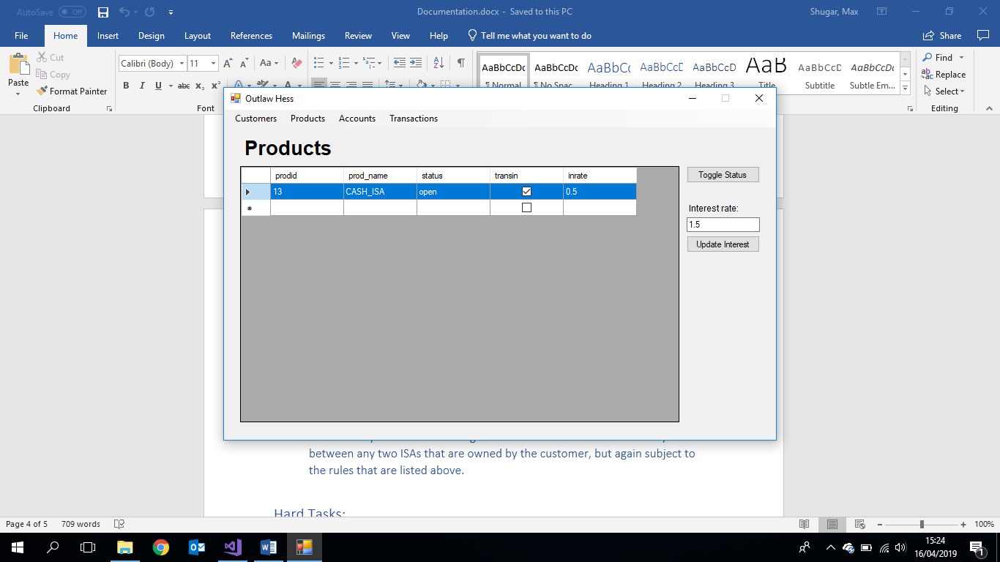 AutoSave Off Documentation.docx - Saved to this PC Shugar, Max
File Home Insert Design Layout References Mailings Review View Help Tell me what you want to do Share
Paste
Cut
Copy
Format Painter
Clipboard
Calibri (Body) 11
Font
AaBbCcDc AaBbCcDc AaBbCc AaBbCcD AaBbCcD AaB AaBbCcD AaBbCcDc
¶ Normal ¶ No Spac... Heading 1 Heading 2 Heading 3 Title Subtitle Subtle Em...
Find
Replace
Select
Editing
Outlaw Hess
Customers Products Accounts Transactions
Products
prodid prod_name status transin inrate
13 CASH_ISA open 0.5
Toggle Status
Interest rate:
1.5
Update Interest
between any two ISAs that are owned by the customer, but again subject to
the rules that are listed above.
Hard Tasks:
Page 4 of 5 709 words 100%
15:24
16/04/2019
1